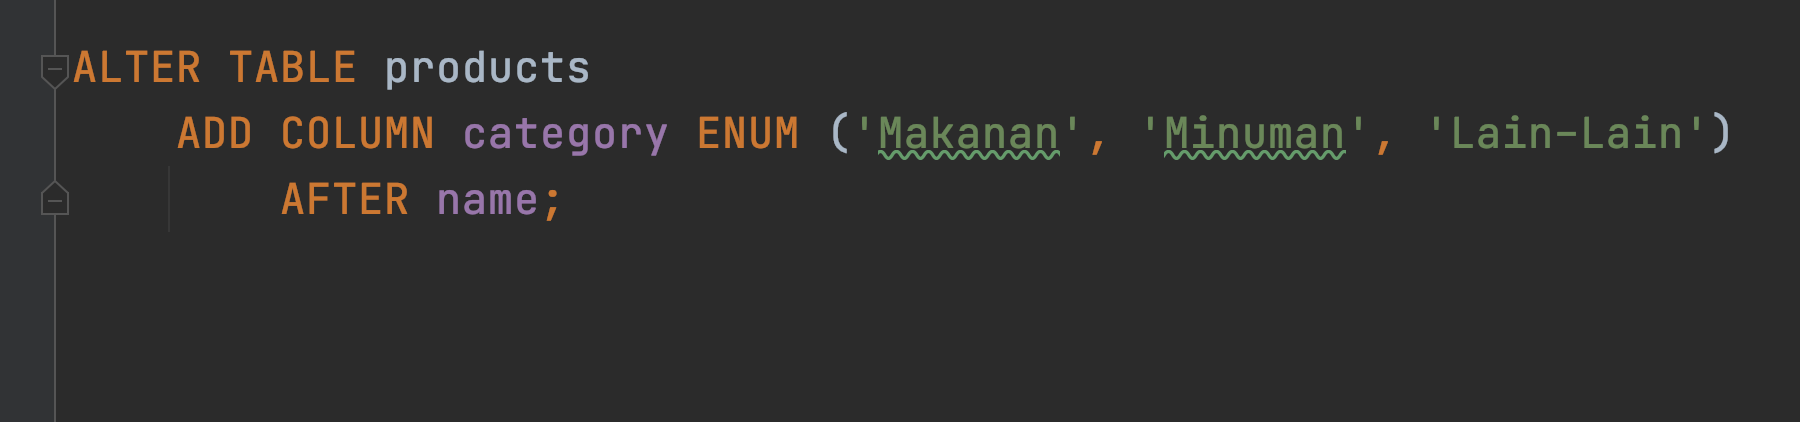 ALTER TABLE products
ADD COLUMN category ENUM ('Makanan', 'Minuman', 'Lain-Lain')
AFTER name;